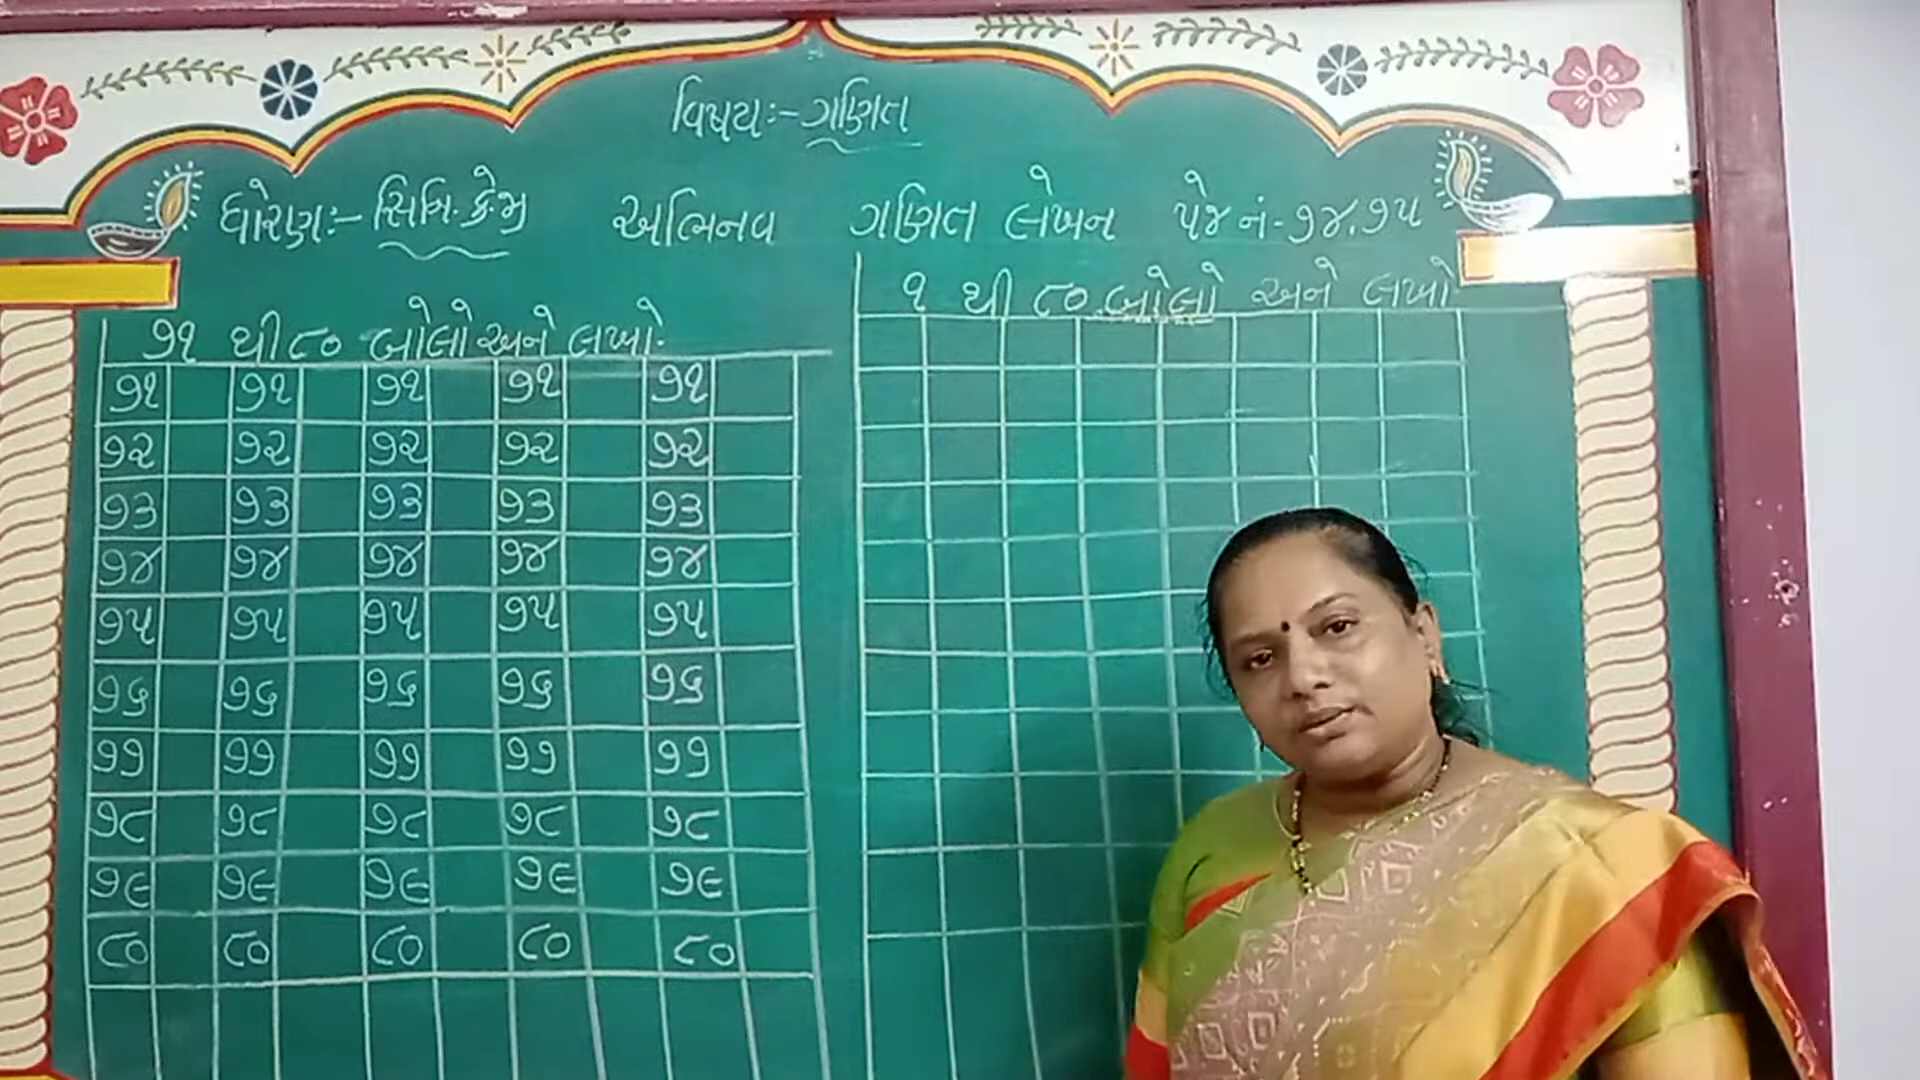 વિષય:- ગણિત
ધોરણ:- સિનિ. કે.જી અભિનવ ગણિત લેખન પેજ નં - ૭૪, ૭૫
૭૧ થી ૮૦ બોલો અને લખો.
૭૧ ૭૧ ૭૧ ૭૧ ૭૧
૭૨ ૭૨ ૭૨ ૭૨ ૭૨
૭૩ ૭૩ ૭૩ ૭૩ ૭૩
૭૪ ૭૪ ૭૪ ૭૪ ૭૪
૭૫ ૭૫ ૭૫ ૭૫ ૭૫
૭૬ ૭૬ ૭૬ ૭૬ ૭૬
૭૭ ૭૭ ૭૭ ૭૭ ૭૭
૭૮ ૭૮ ૭૮ ૭૮ ૭૮
૭૯ ૭૯ ૭૯ ૭૯ ૭૯
૮૦ ૮૦ ૮૦ ૮૦ ૮૦
૧ થી ૮૦ બોલો અને લખો